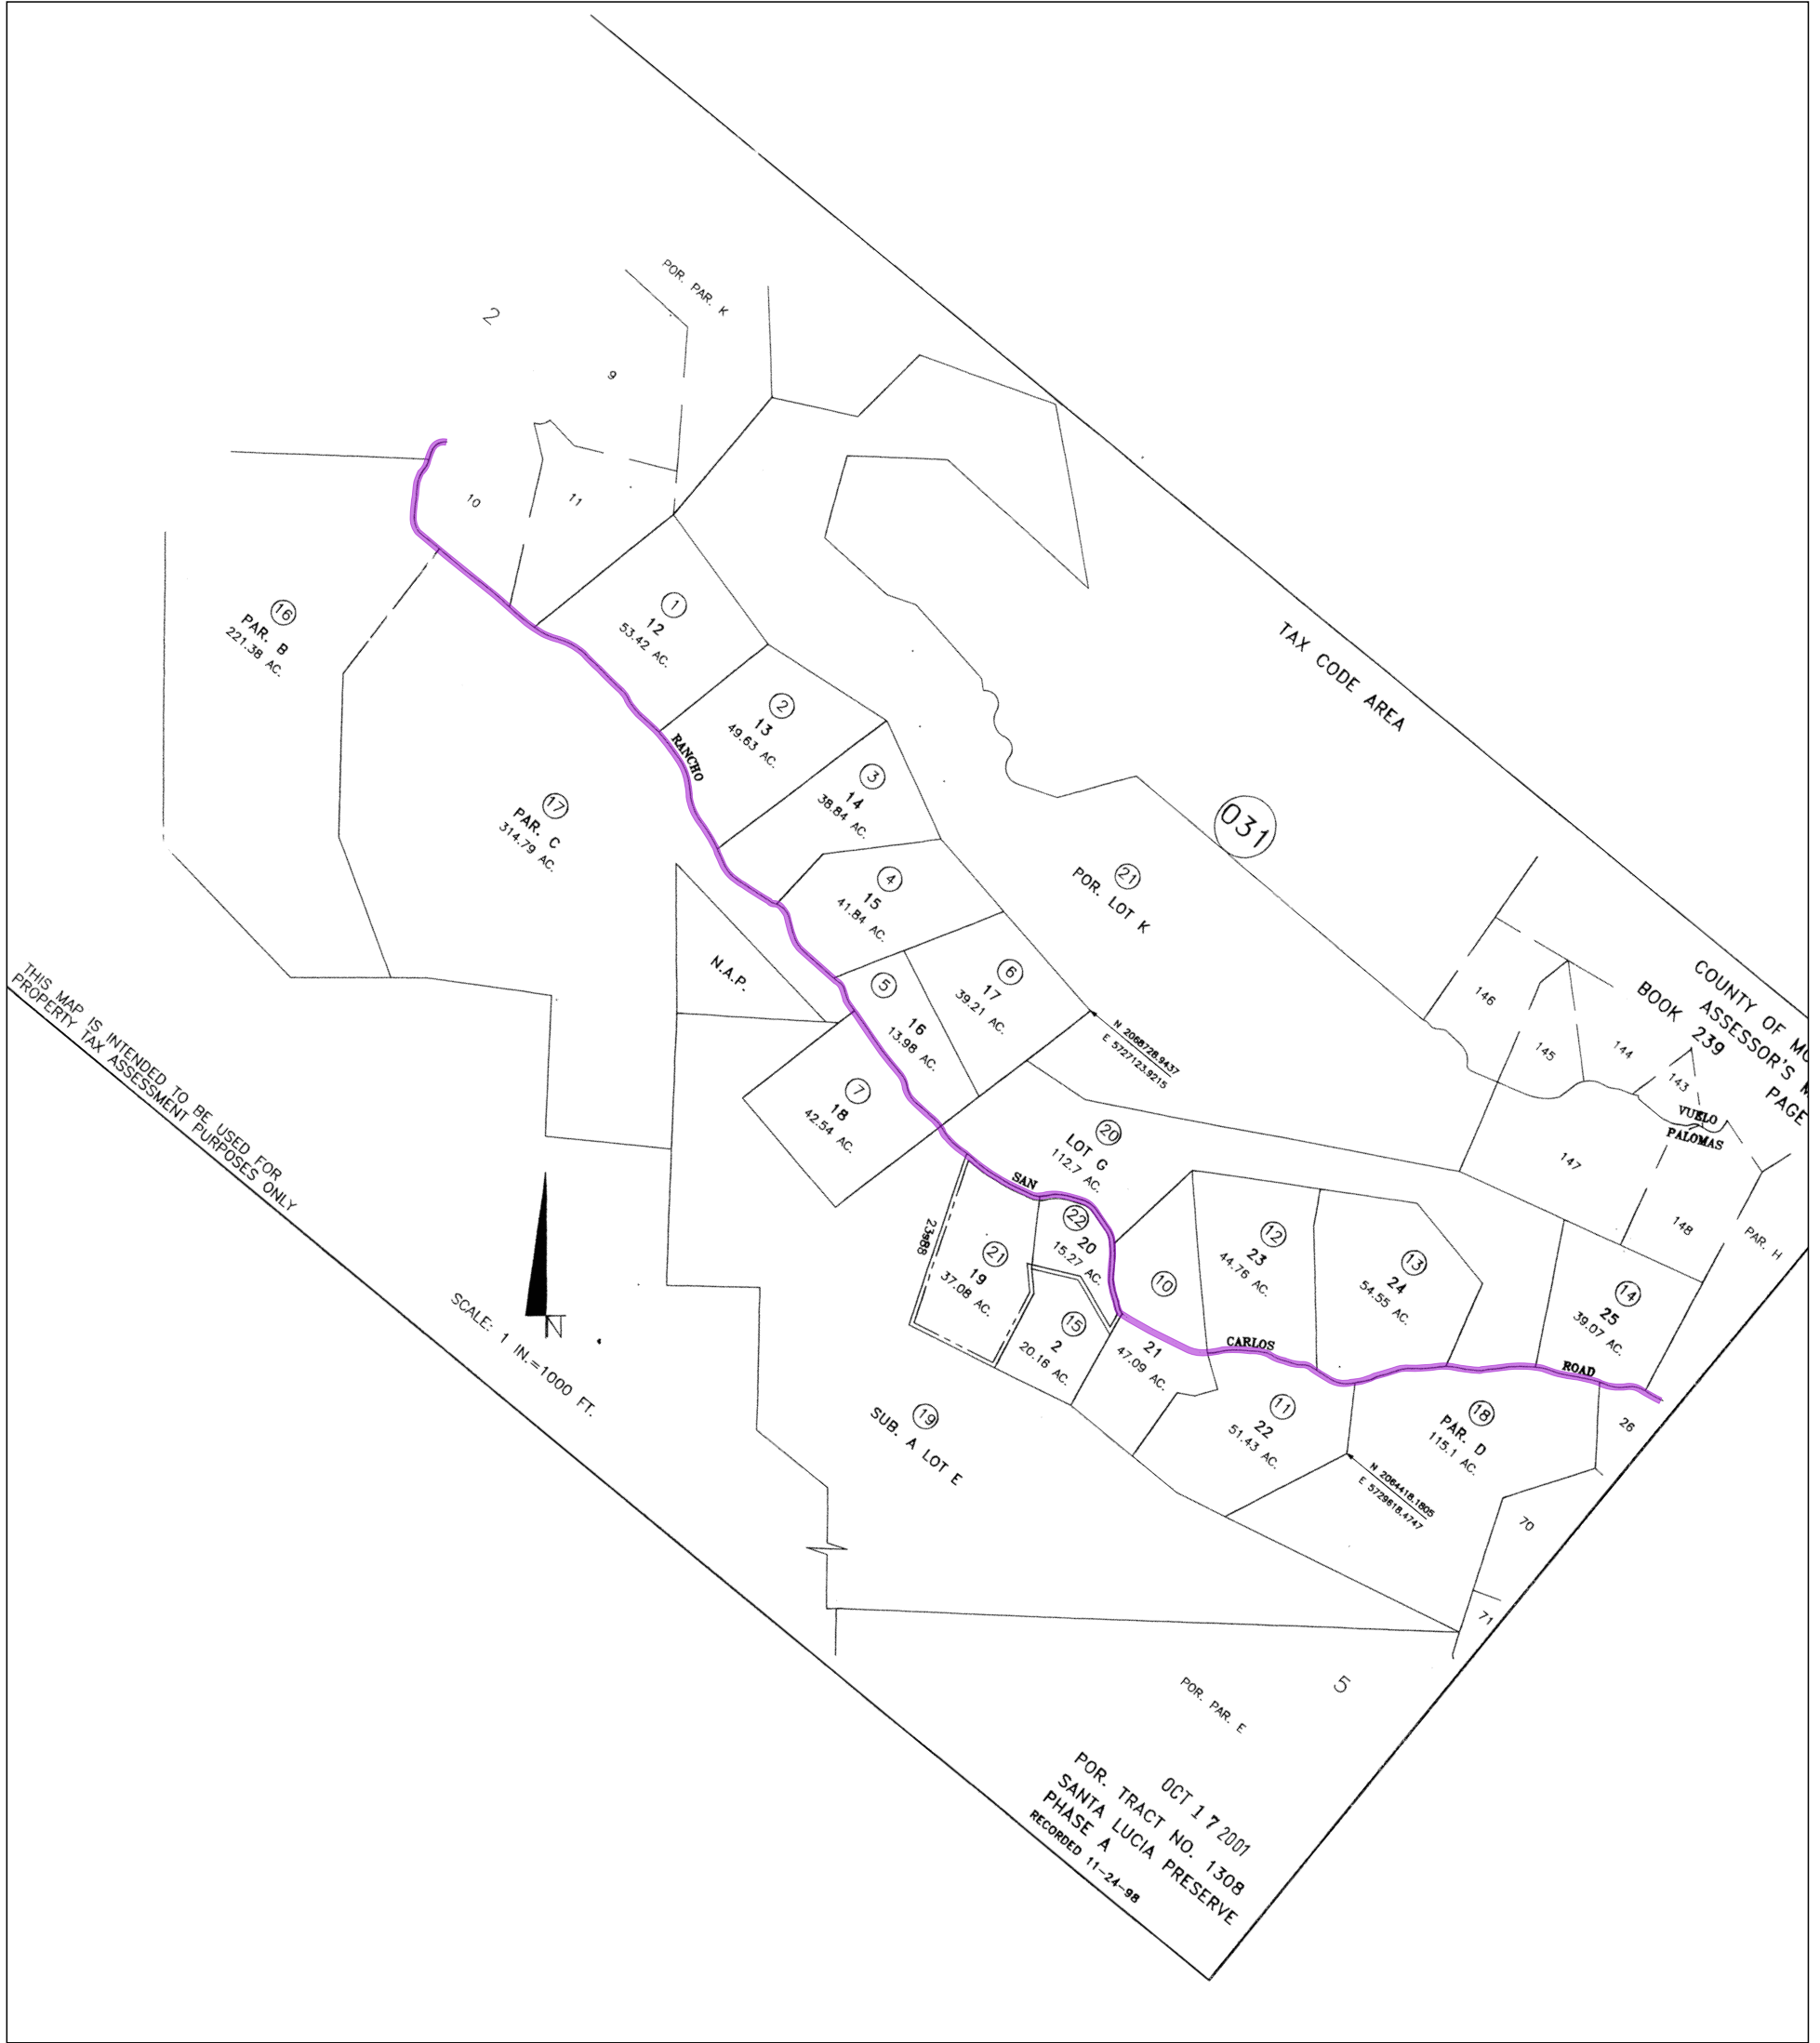 POR. PAR. K
2
9
10
11
TAX CODE AREA
16
PAR. B
221.38 AC.
1
12
53.42 AC.
2
13
49.63 AC.
RANCHO
3
14
38.84 AC.
17
PAR. C
314.79 AC.
031
4
15
41.84 AC.
21
POR. LOT K
N.A.P.
5
16
13.98 AC.
6
17
39.21 AC.
N 2068728.9437
E 5727123.9215
COUNTY OF
ASSESSOR'S
BOOK 239
PAGE
146
145
144
143
VUELO
PALOMAS
147
148
PAR. H
THIS MAP IS INTENDED TO BE USED FOR
PROPERTY TAX ASSESSMENT PURPOSES ONLY
7
18
42.54 AC.
20
LOT G
112.7 AC.
SAN
22
20
15.27 AC.
21
19
37.08 AC.
10
12
23
44.76 AC.
13
24
54.55 AC.
14
25
39.07 AC.
15
2
20.16 AC.
21
47.09 AC.
CARLOS
ROAD
N
SCALE: 1 IN.=1000 FT.
19
SUB. A LOT E
11
22
51.43 AC.
18
PAR. D
115.1 AC.
26
N 2064418.1805
E 5729618.4747
70
71
5
POR. PAR. E
OCT 17 2001
POR. TRACT NO. 1308
SANTA LUCIA PRESERVE
PHASE A
RECORDED 11-24-98